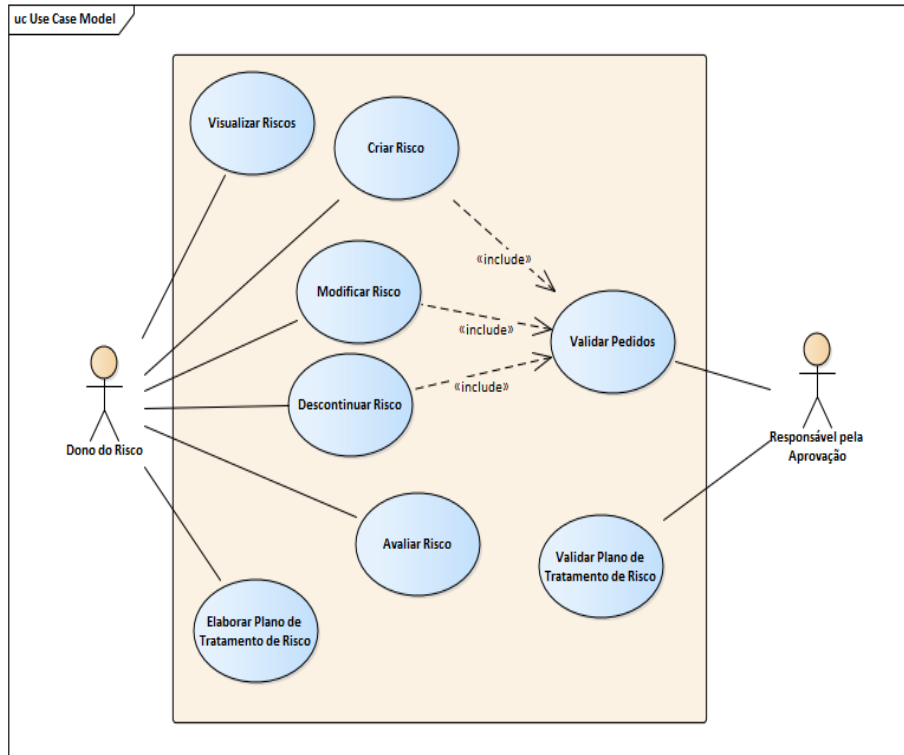 uc Use Case Model
Visualizar Riscos
Criar Risco
«include»
Modificar Risco
«include»
Validar Pedidos
«include»
Descontinuar Risco
Dono do Risco
Responsável pela
Aprovação
Avaliar Risco
Validar Plano de
Tratamento de Risco
Elaborar Plano de
Tratamento de Risco